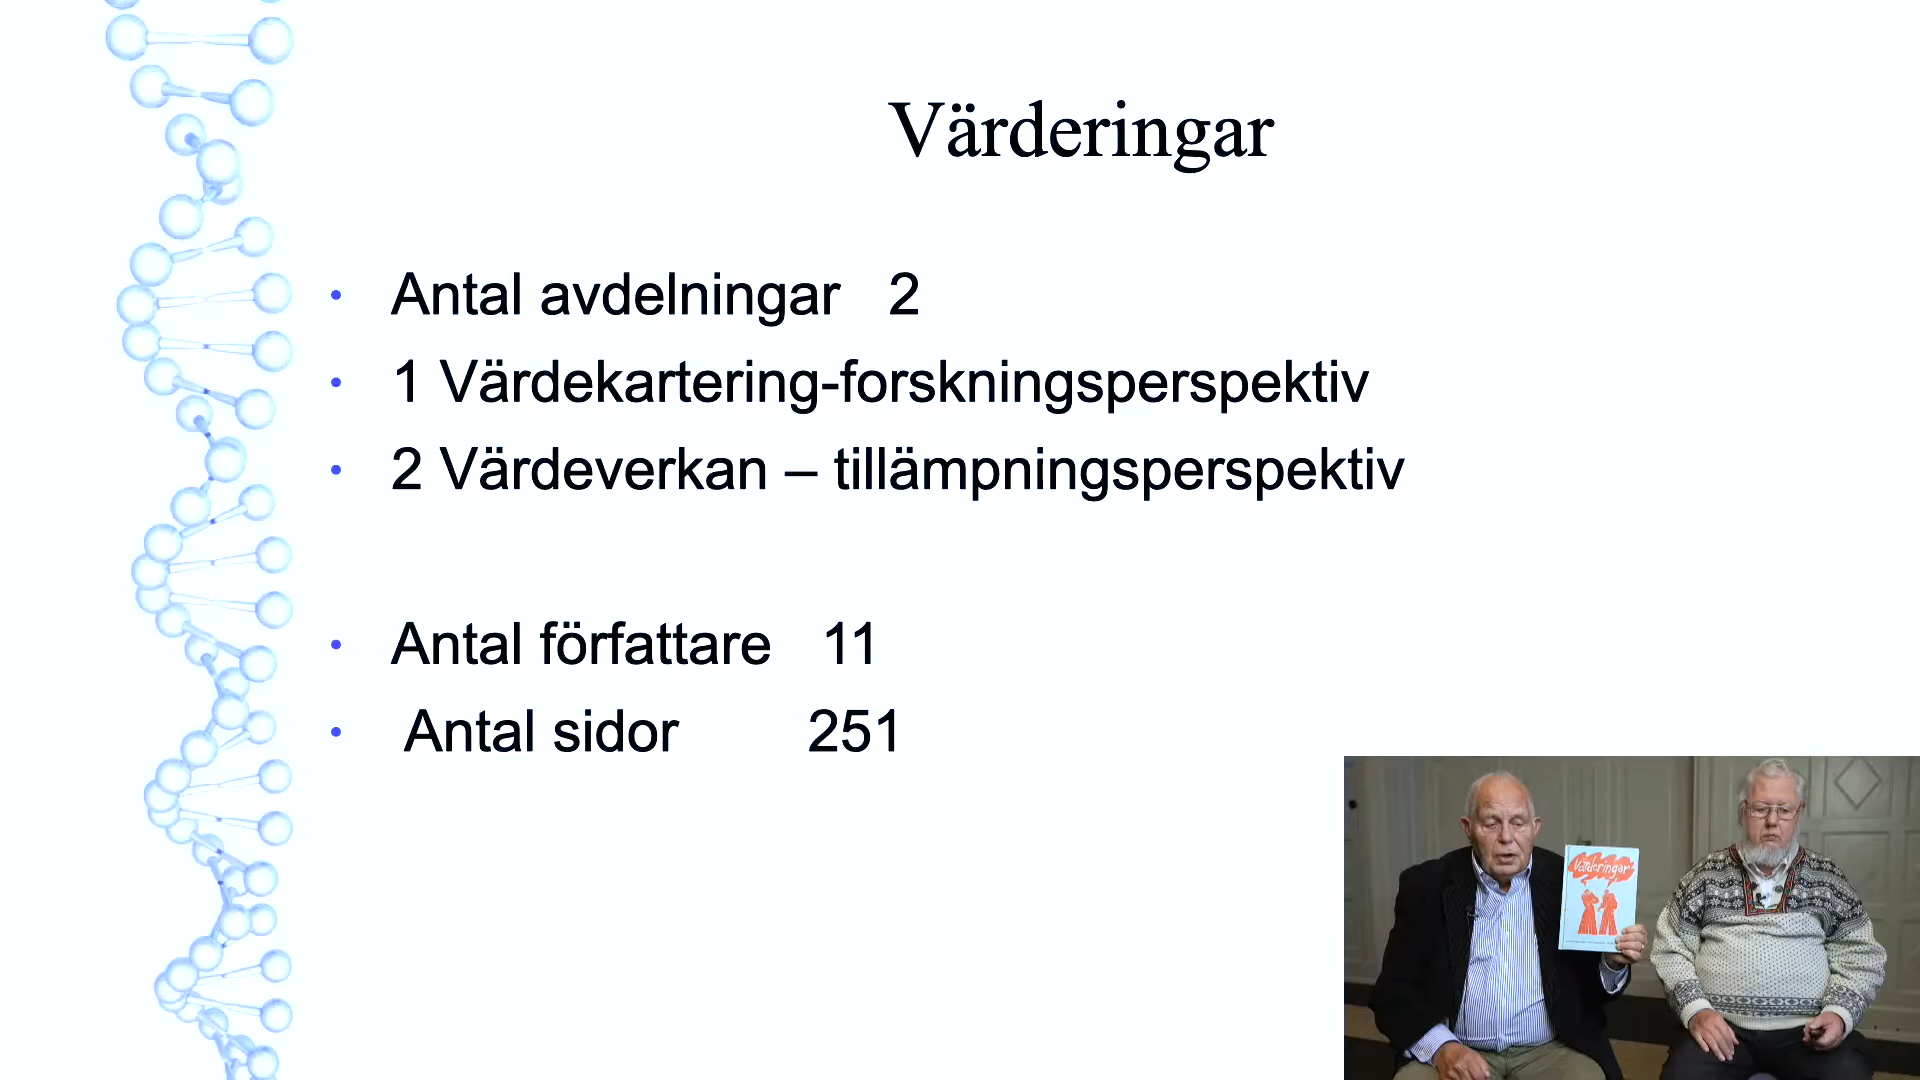 Värderingar
• Antal avdelningar 2
• 1 Värdekartering-forskningsperspektiv
• 2 Värdeverkan – tillämpningsperspektiv
• Antal författare 11
• Antal sidor 251
Värderingar